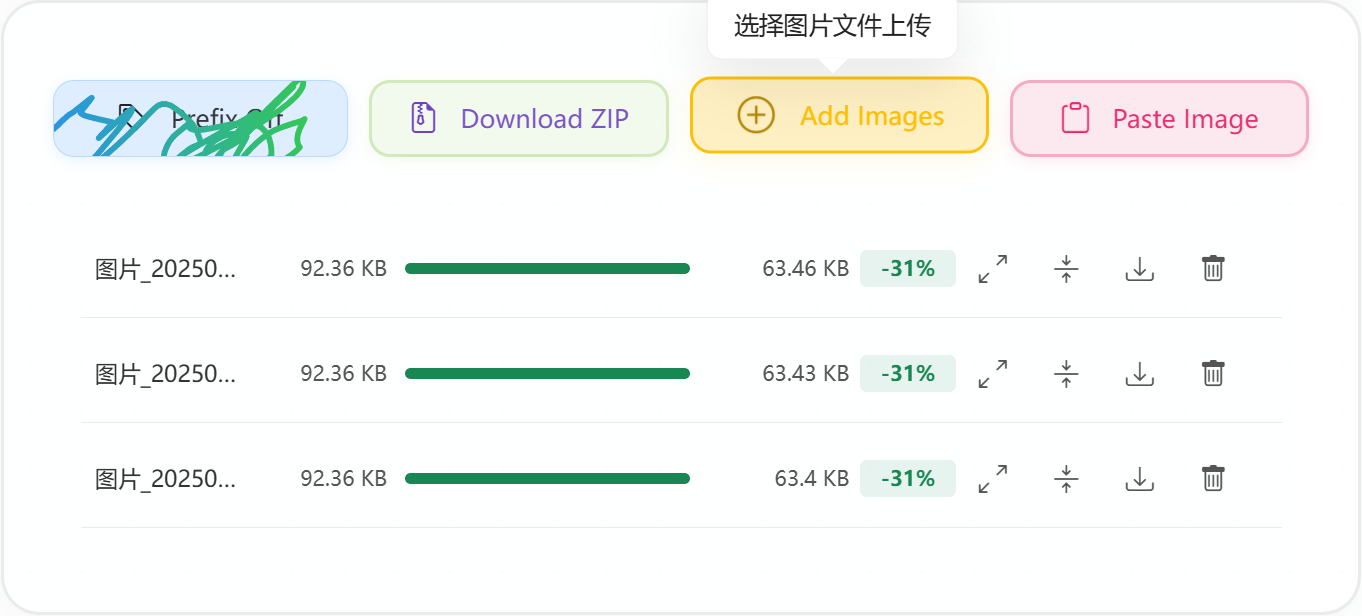 选择图片文件上传
Prefix Off
Download ZIP
Add Images
Paste Image
图片_20250... 92.36 KB 63.46 KB -31%
图片_20250... 92.36 KB 63.43 KB -31%
图片_20250... 92.36 KB 63.4 KB -31%